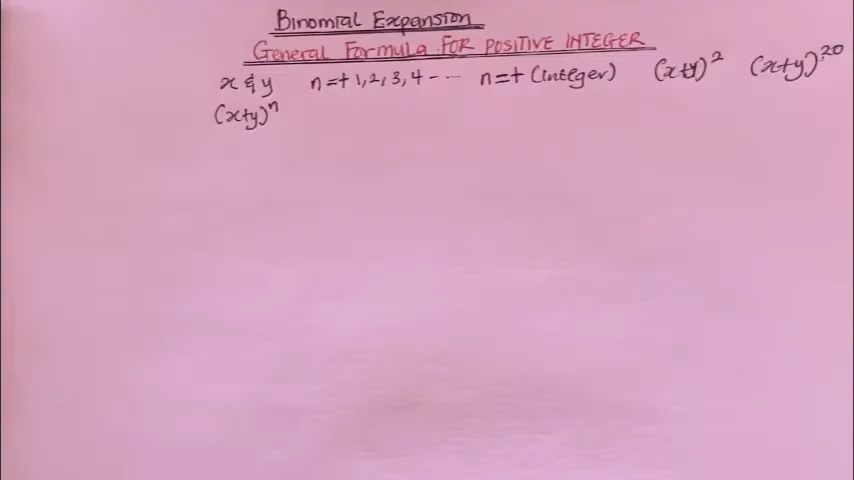 Binomial Expansion
General Formula FOR POSITIVE INTEGER
x & y n=+1,2,3,4 - --- n=+ (integer) (x+y)^2 (x+y)^20
(x+y)^n